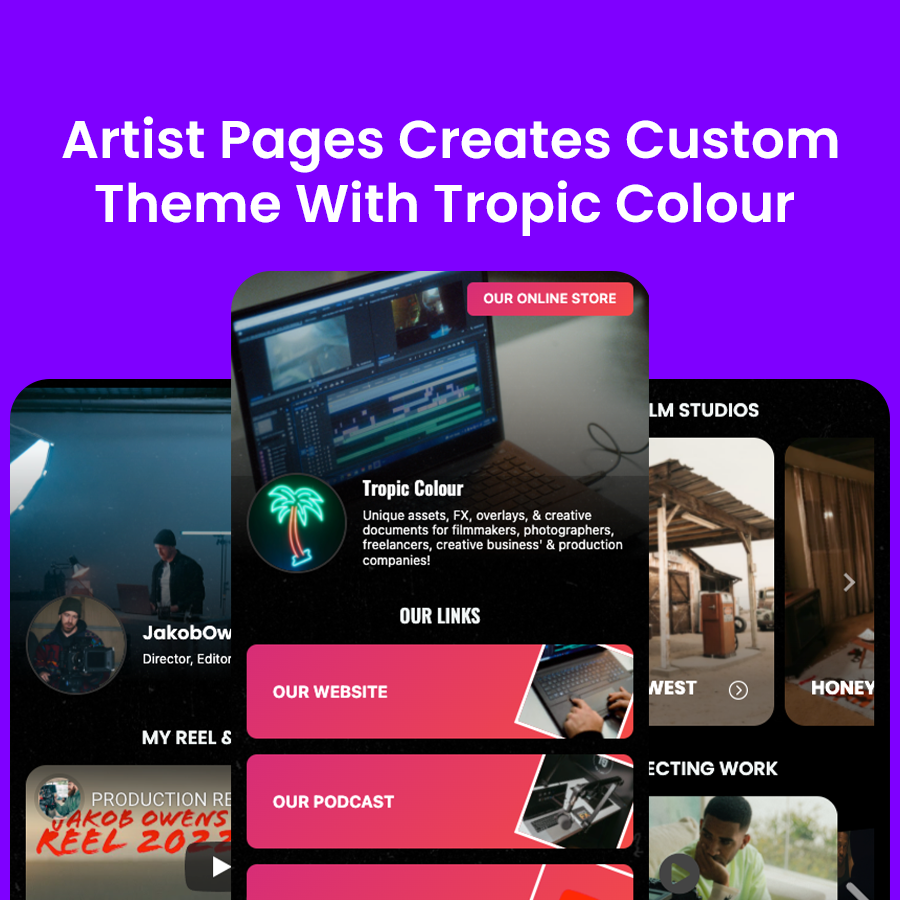 Artist Pages Creates Custom
Theme With Tropic Colour
OUR ONLINE STORE
Tropic Colour
Unique assets, FX, overlays, & creative
documents for filmmakers, photographers,
freelancers, creative business' & production
companies!
OUR LINKS
OUR WEBSITE
OUR PODCAST
JakobOw
Director, Editor
MY REEL &
PRODUCTION RE
JAKOB OWENS
REEL 2022
LM STUDIOS
WEST
HONEY
ECTING WORK